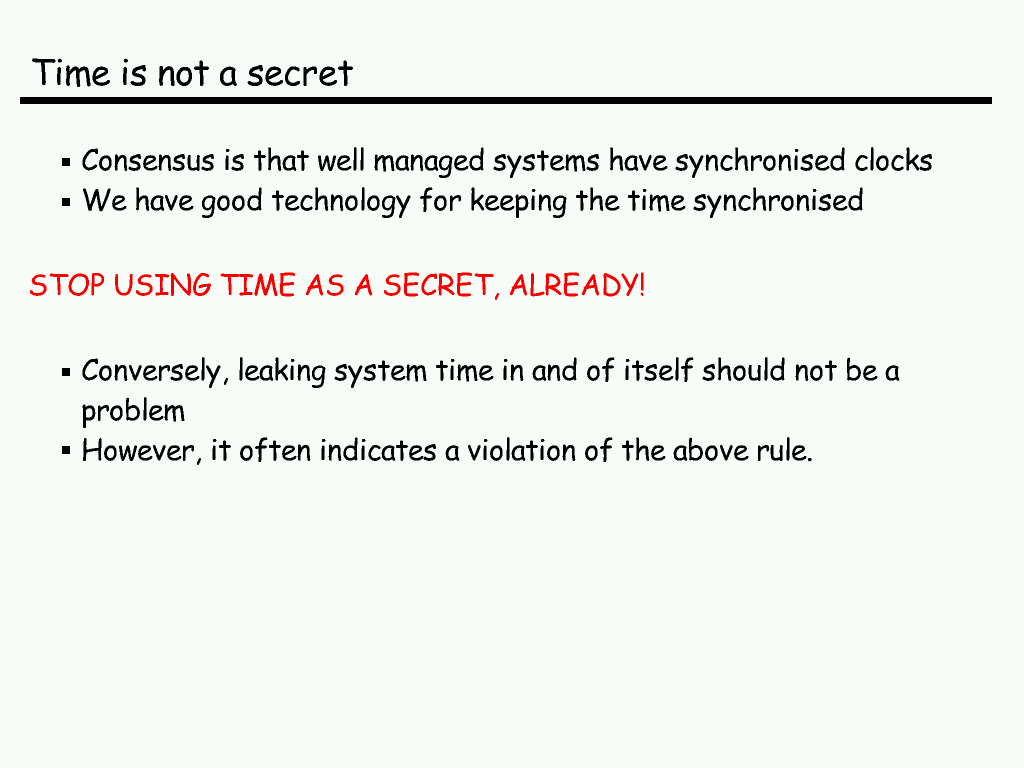 Time is not a secret
▪ Consensus is that well managed systems have synchronised clocks
▪ We have good technology for keeping the time synchronised
STOP USING TIME AS A SECRET, ALREADY!
▪ Conversely, leaking system time in and of itself should not be a
problem
▪ However, it often indicates a violation of the above rule.